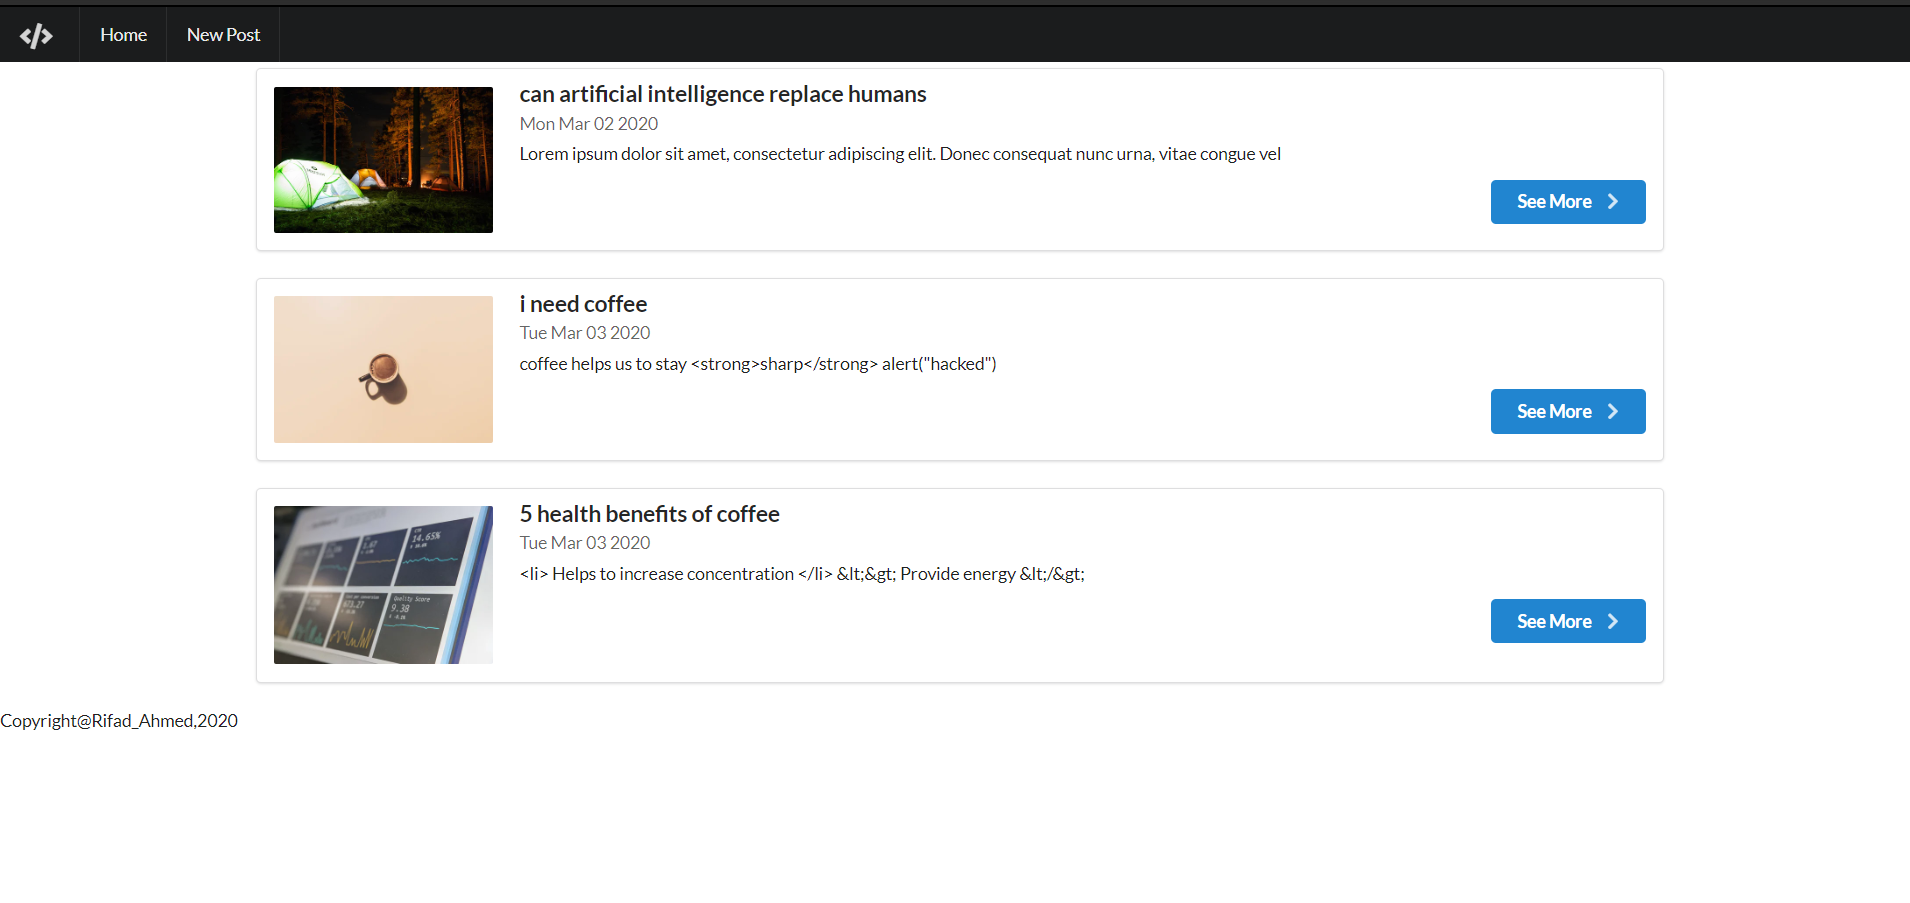 Home
New Post
can artificial intelligence replace humans
Mon Mar 02 2020
Lorem ipsum dolor sit amet, consectetur adipiscing elit. Donec consequat nunc urna, vitae congue vel
See More
i need coffee
Tue Mar 03 2020
coffee helps us to stay <strong>sharp</strong> alert("hacked")
See More
14.65%
Quality Score
9.38
5 health benefits of coffee
Tue Mar 03 2020
<li> Helps to increase concentration </li> &lt;&gt; Provide energy &lt;/&gt;
See More
Copyright@Rifad_Ahmed,2020